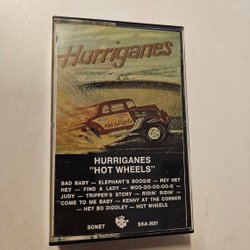 Hurriganes
Hot Wheels
HURRIGANES
"HOT WHEELS"
BAD BABY — ELEPHANT'S BOOGIE — HEY HEY
HEY — FIND A LADY — WOO-OO-OO-OO-O
JUDY — TRIPPER'S STORY — RIDIN' RIDIN'
COME TO ME BABY — KENNY AT THE CORNER
— HEY BO DIDDLEY — HOT WHEELS
SONET
SKA-3021